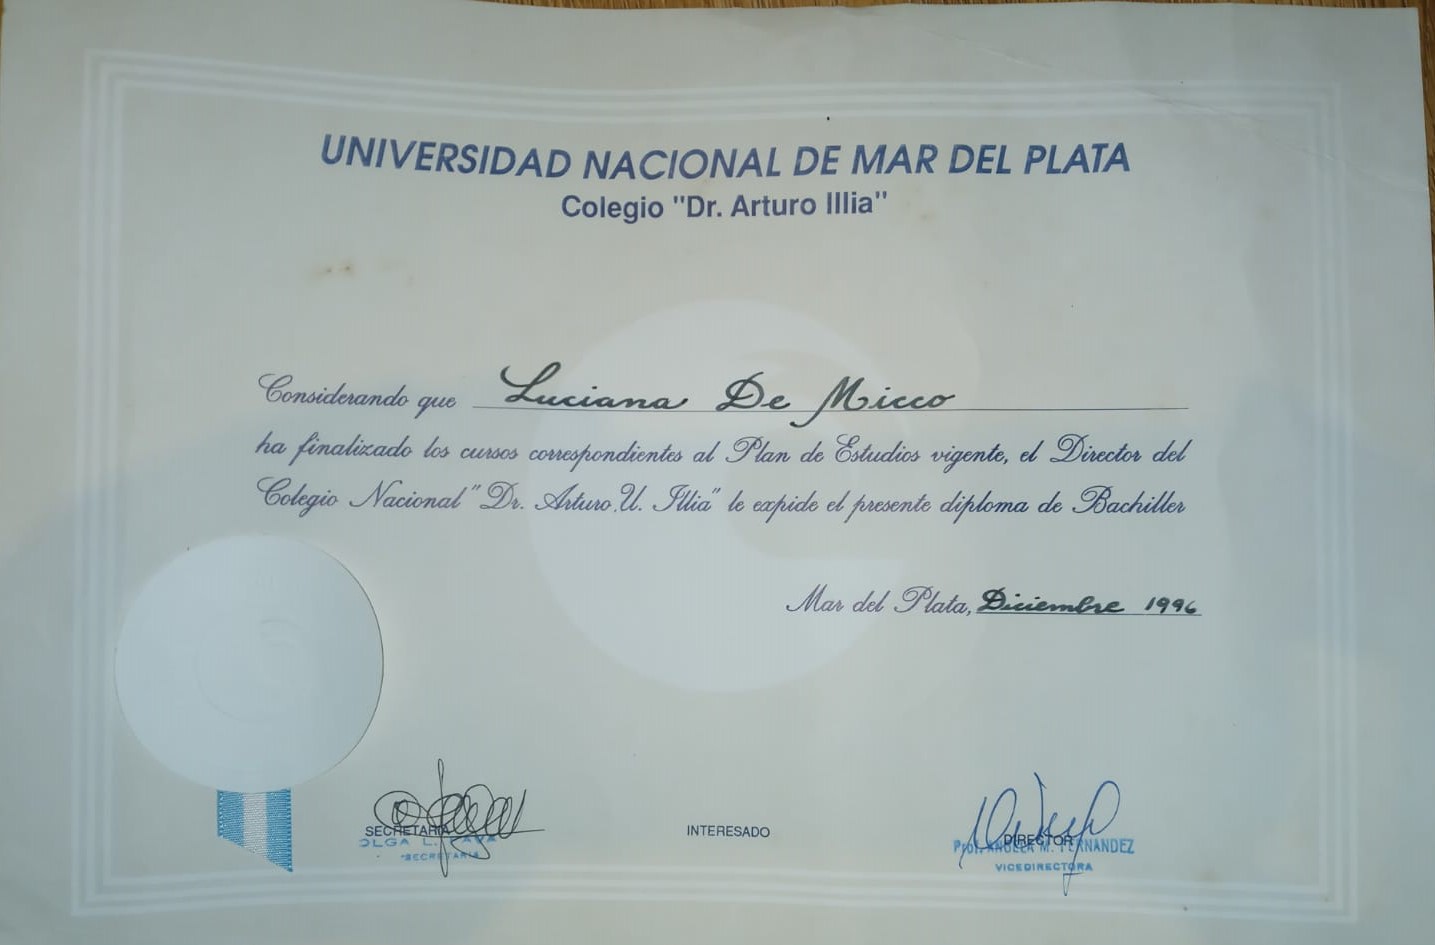 UNIVERSIDAD NACIONAL DE MAR DEL PLATA
Colegio "Dr. Arturo Illia"
Considerando que Luciana De Micco
ha finalizado los cursos correspondientes al Plan de Estudios vigente, el Director del
Colegio Nacional "Dr. Arturo U. Illia" le expide el presente diploma de Bachiller
Mar del Plata, Diciembre 1996
SECRETARIA
OLGA L.
SECRETARIA
INTERESADO
DIRECTOR
Prof. ANGELA M. FERNANDEZ
VICEDIRECTORA